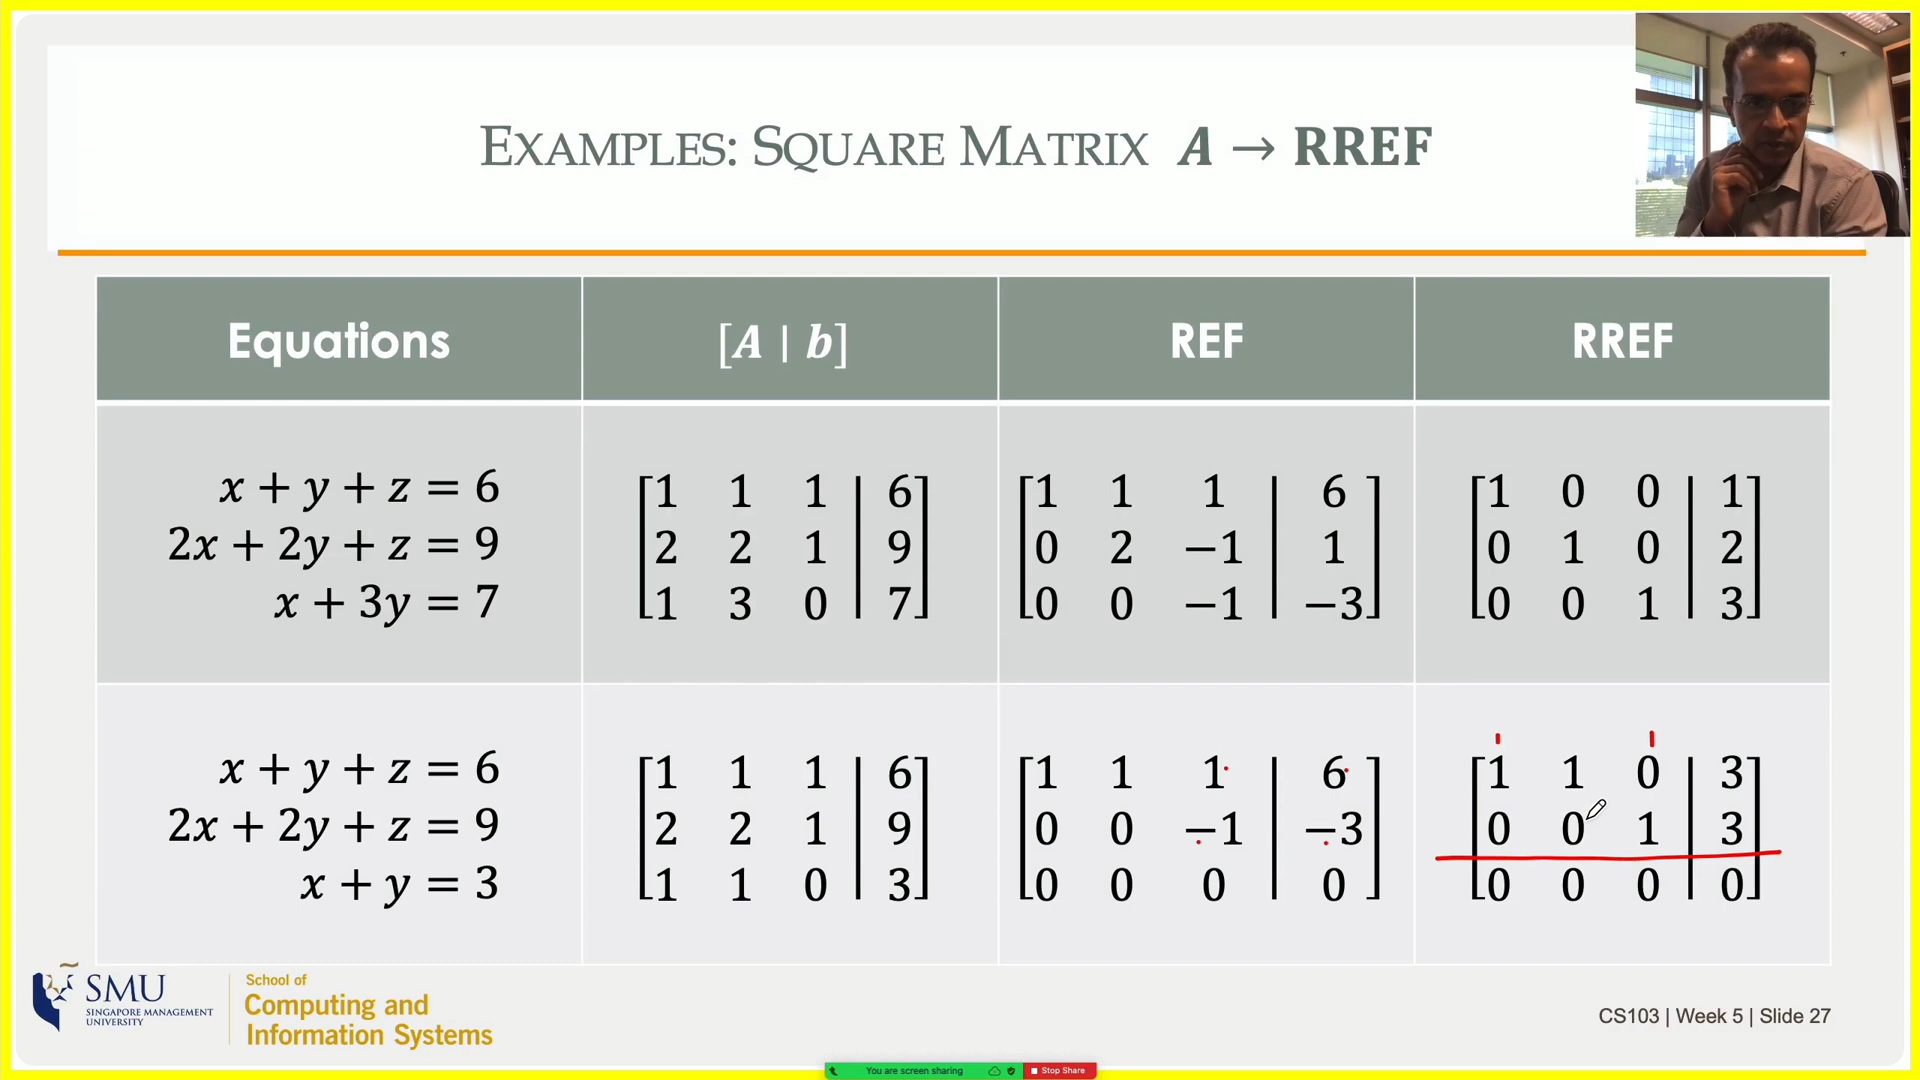 EXAMPLES: SQUARE MATRIX A → RREF
Equations
[A | b]
REF
RREF
x + y + z = 6
2x + 2y + z = 9
x + 3y = 7
1 1 1 | 6
2 2 1 | 9
1 3 0 | 7
1 1 1 | 6
0 2 −1 | 1
0 0 −1 | −3
1 0 0 | 1
0 1 0 | 2
0 0 1 | 3
x + y + z = 6
2x + 2y + z = 9
x + y = 3
1 1 1 | 6
2 2 1 | 9
1 1 0 | 3
1 1 1 | 6
0 0 −1 | −3
0 0 0 | 0
1 1 0 | 3
0 0 1 | 3
0 0 0 | 0
SMU
SINGAPORE MANAGEMENT
UNIVERSITY
School of
Computing and
Information Systems
CS103 | Week 5 | Slide 27
You are screen sharing
Stop Share